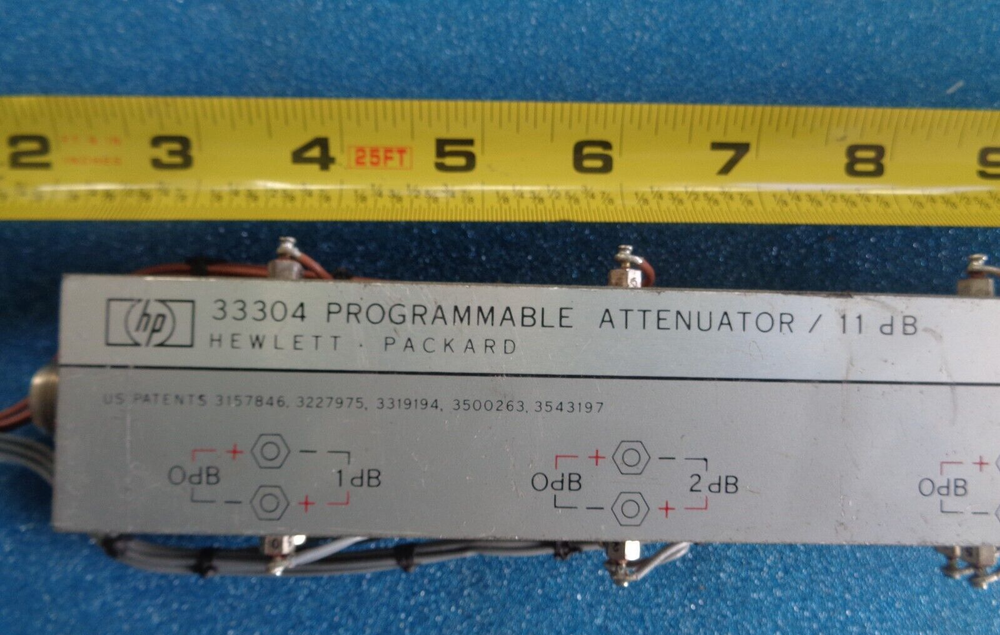 2 3 4 25FT 5 6 7 8 9
hp 33304 PROGRAMMABLE ATTENUATOR / 11 dB
HEWLETT · PACKARD
US PATENTS 3157846, 3227975, 3319194, 3500263, 3543197
+ — + — +
0dB 1dB 0dB 2dB 0dB
— + — + —